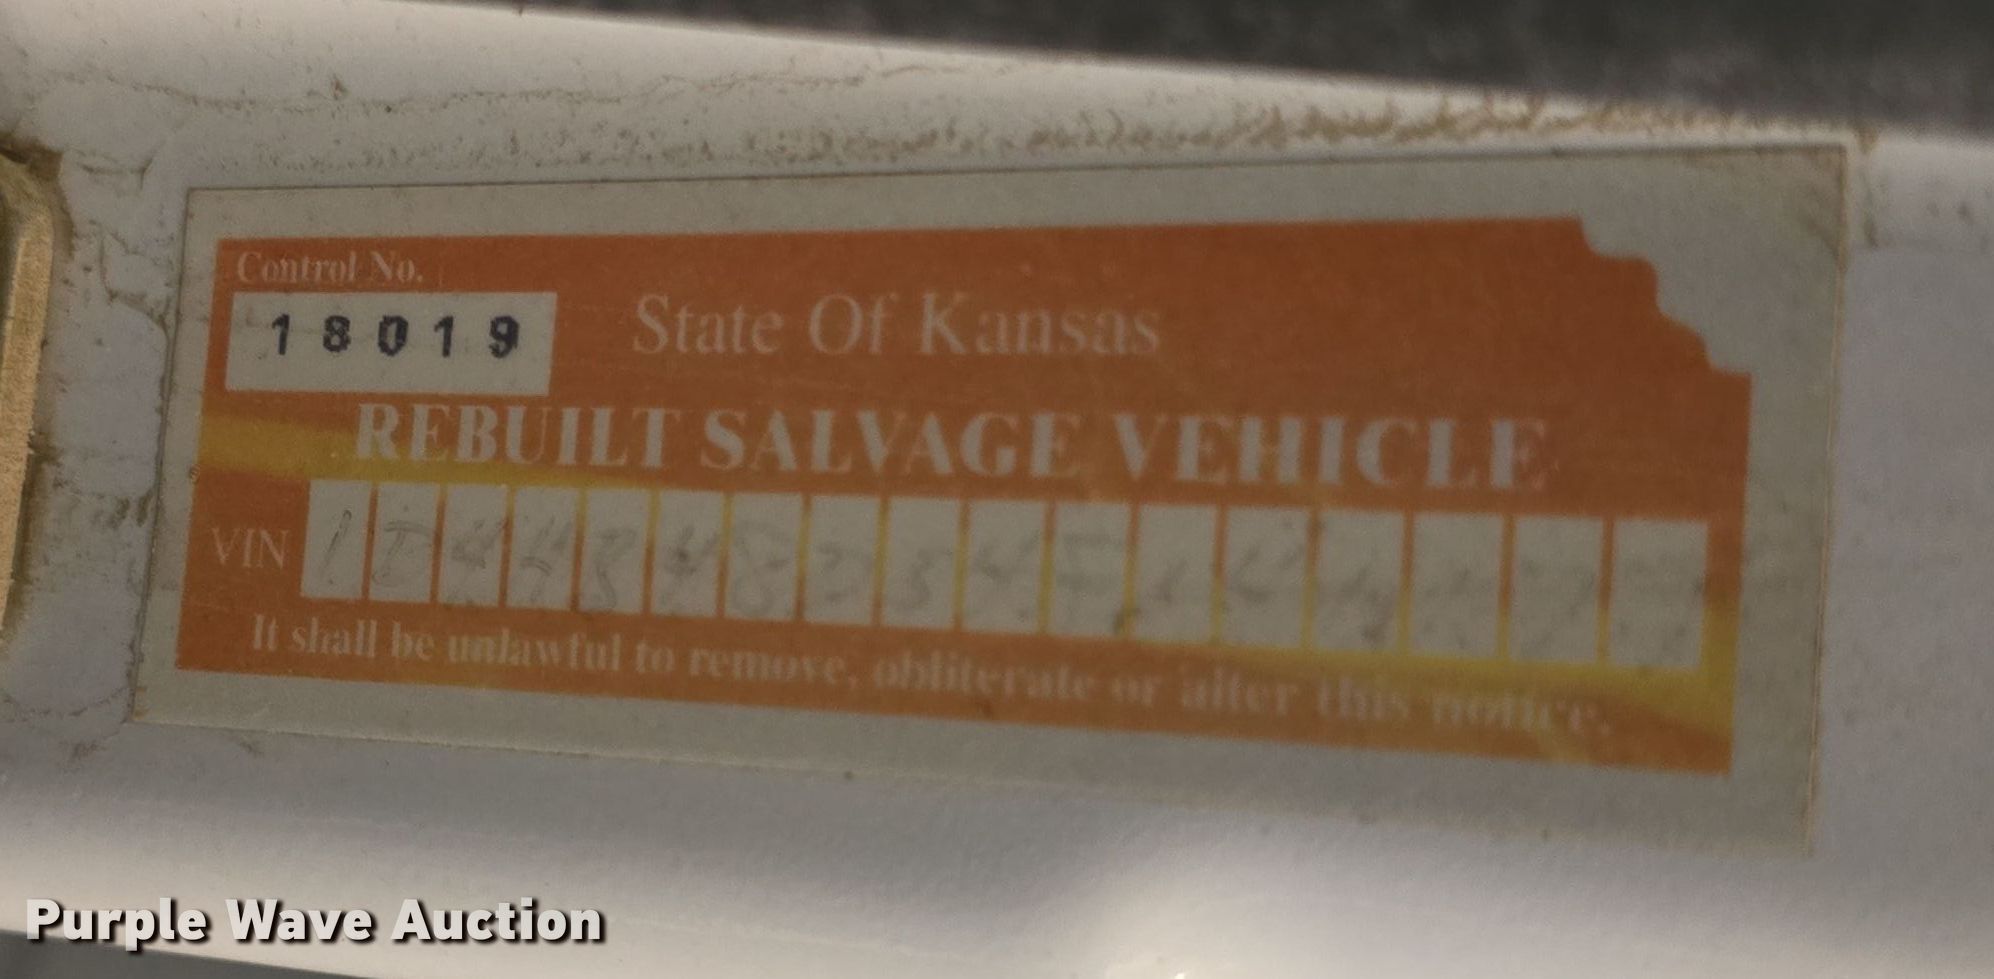 Control No.
18019
State Of Kansas
REBUILT SALVAGE VEHICLE
VIN
It shall be unlawful to remove, obliterate or alter this notice.
Purple Wave Auction